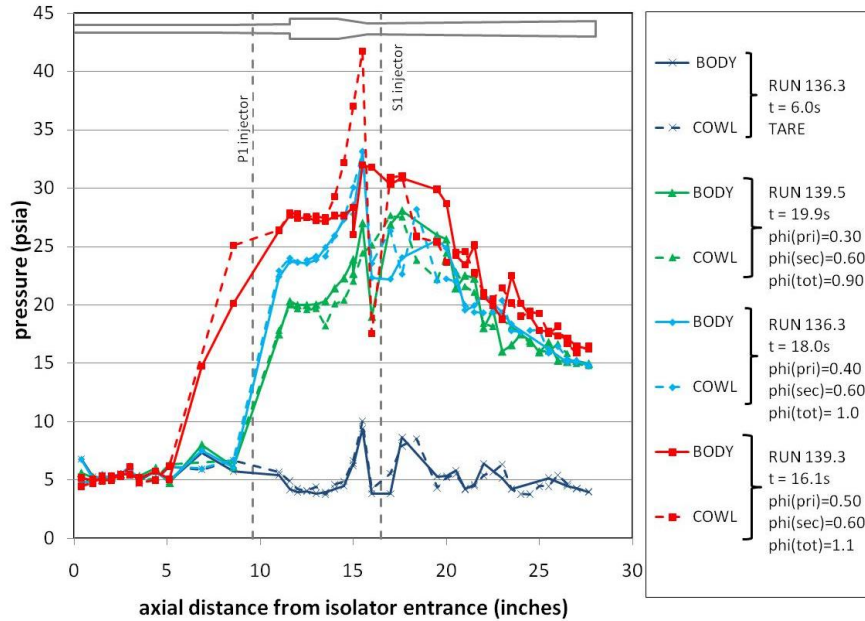 45
40
35
30
25
20
15
10
5
0
pressure (psia)
P1 injector
S1 injector
0 5 10 15 20 25 30
axial distance from isolator entrance (inches)
BODY
COWL
RUN 136.3
t = 6.0s
TARE
BODY
COWL
RUN 139.5
t = 19.9s
phi(pri)=0.30
phi(sec)=0.60
phi(tot)=0.90
BODY
COWL
RUN 136.3
t = 18.0s
phi(pri)=0.40
phi(sec)=0.60
phi(tot)= 1.0
BODY
COWL
RUN 139.3
t = 16.1s
phi(pri)=0.50
phi(sec)=0.60
phi(tot)=1.1